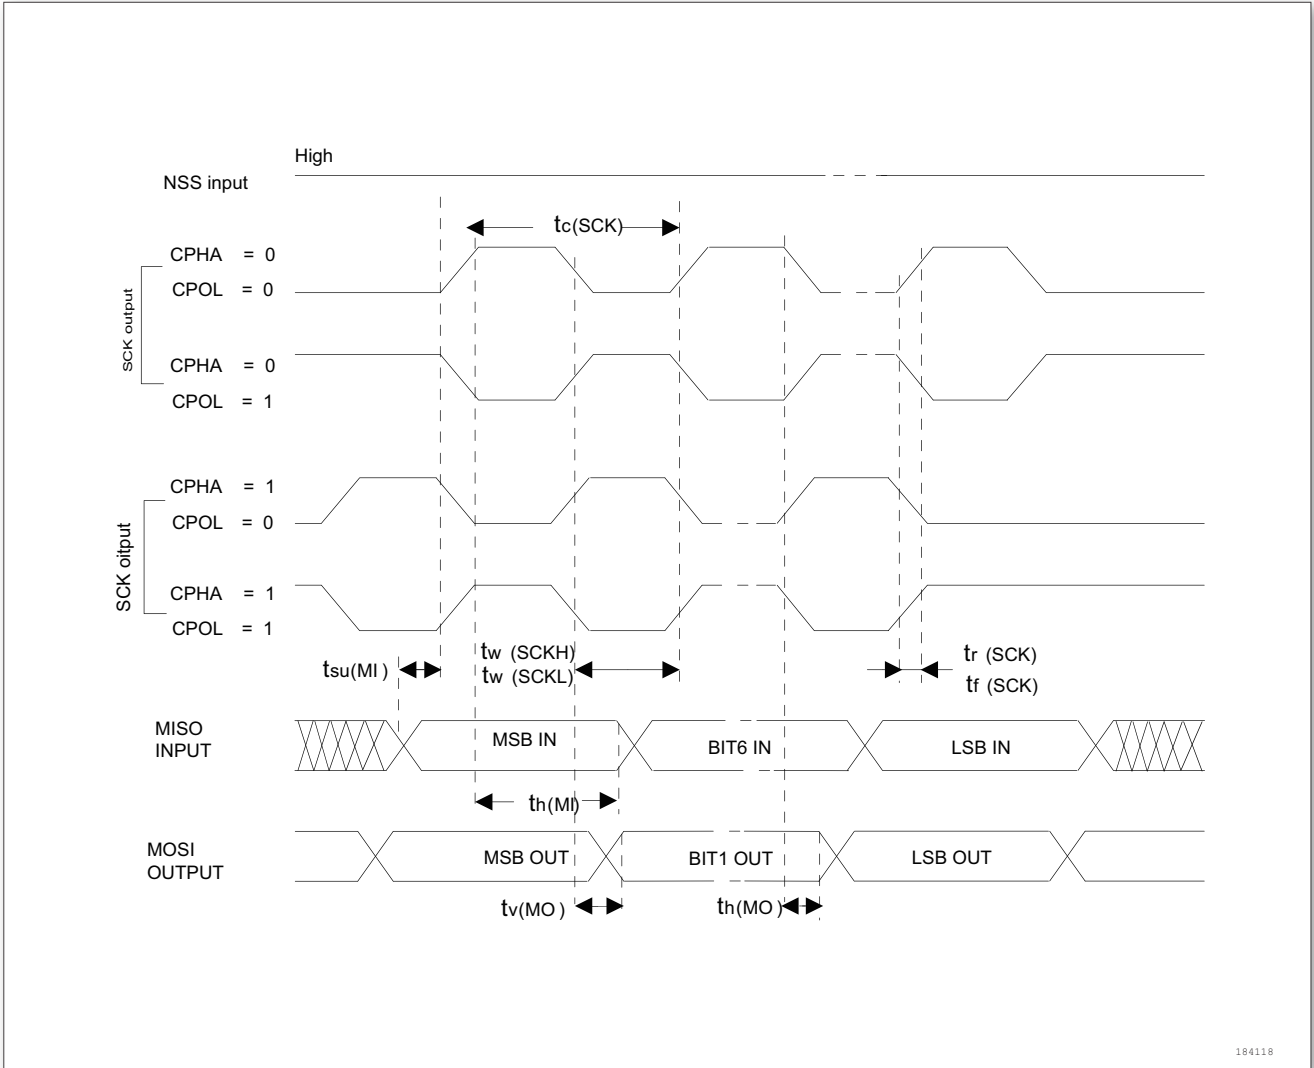 High
NSS input
tc(SCK)
CPHA = 0
CPOL = 0
SCK output
CPHA = 0
CPOL = 1
CPHA = 1
CPOL = 0
SCK oitput
CPHA = 1
CPOL = 1
tsu(MI )
tw (SCKH)
tw (SCKL)
tr (SCK)
tf (SCK)
MISO
INPUT
MSB IN
BIT6 IN
LSB IN
th(MI)
MOSI
OUTPUT
MSB OUT
BIT1 OUT
LSB OUT
tv(MO )
th(MO )
184118